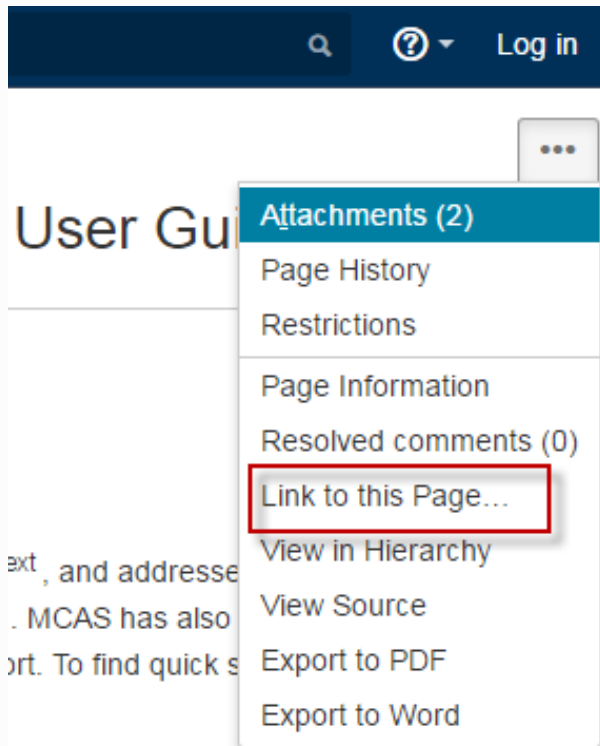 Log in
•••
User Gui
Attachments (2)
Page History
Restrictions
Page Information
Resolved comments (0)
Link to this Page...
View in Hierarchy
View Source
Export to PDF
Export to Word
ext , and addresse
. MCAS has also
ort. To find quick s